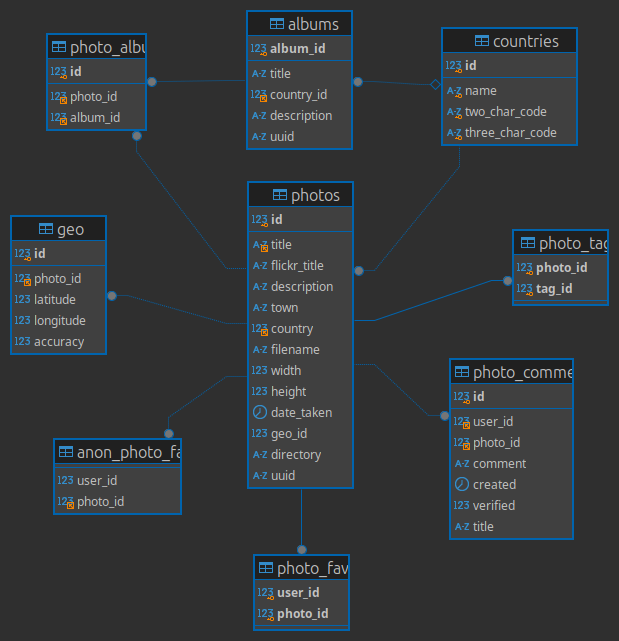 albums
123 album_id
A-Z title
123 country_id
A-Z description
A-Z uuid
photo_albu
123 id
123 photo_id
123 album_id
countries
123 id
A-Z name
A-Z two_char_code
A-Z three_char_code
photos
123 id
A-Z title
A-Z flickr_title
A-Z description
A-Z town
123 country
A-Z filename
123 width
123 height
date_taken
123 geo_id
A-Z directory
A-Z uuid
geo
123 id
123 photo_id
123 latitude
123 longitude
123 accuracy
photo_tag
123 photo_id
123 tag_id
photo_comme
123 id
123 user_id
123 photo_id
A-Z comment
created
123 verified
A-Z title
anon_photo_fa
123 user_id
123 photo_id
photo_fav
123 user_id
123 photo_id